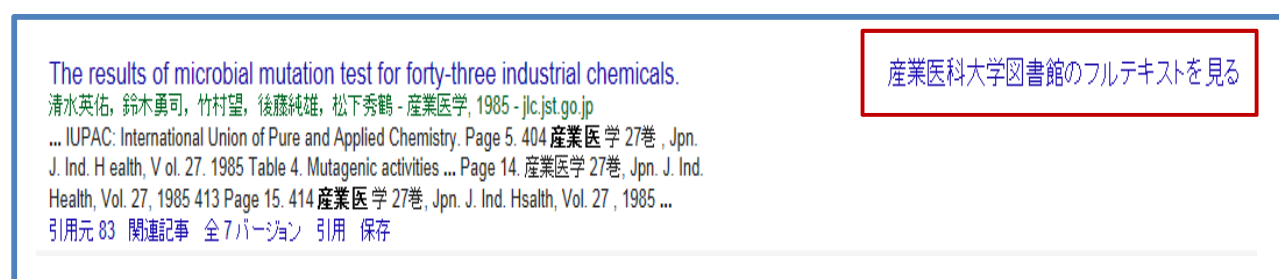 The results of microbial mutation test for forty-three industrial chemicals.
産業医科大学図書館のフルテキストを見る
清水英佑, 鈴木勇司, 竹村望, 後藤純雄, 松下秀鶴 - 産業医学, 1985 - jlc.jst.go.jp
... IUPAC: International Union of Pure and Applied Chemistry. Page 5. 404 産業医 学 27巻 , Jpn.
J. Ind. H ealth, V ol. 27. 1985 Table 4. Mutagenic activities ... Page 14. 産業医学 27巻, Jpn. J. Ind.
Health, Vol. 27, 1985 413 Page 15. 414 産業医 学 27巻, Jpn. J. Ind. Hsalth, Vol. 27 , 1985 ...
引用元 83 関連記事 全 7 バージョン 引用 保存